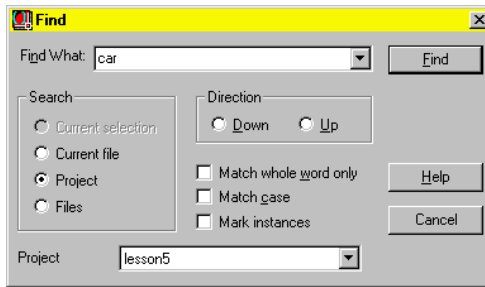 Find
Find What: car
Find
Search
Current selection
Current file
Project
Files
Direction
Down Up
Match whole word only
Match case
Mark instances
Help
Cancel
Project lesson5